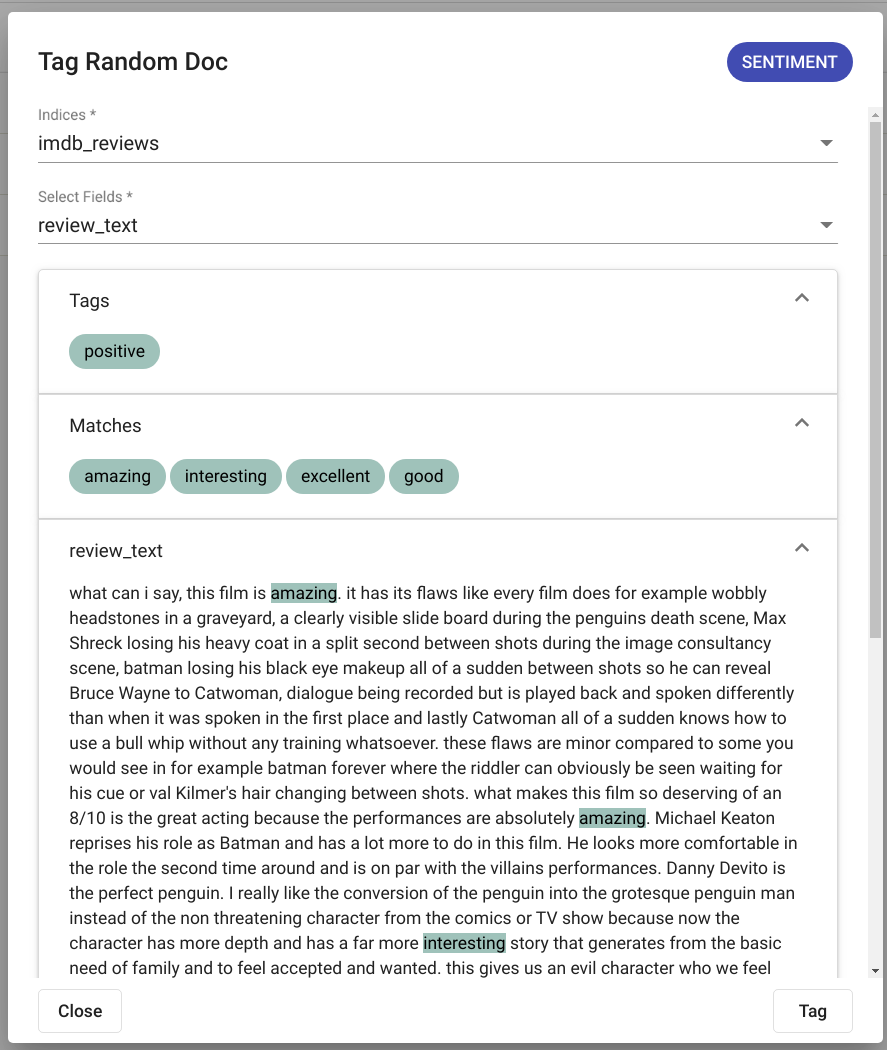 Tag Random Doc
SENTIMENT
Indices *
imdb_reviews
Select Fields *
review_text
Tags
positive
Matches
amazing interesting excellent good
review_text
what can i say, this film is amazing. it has its flaws like every film does for example wobbly
headstones in a graveyard, a clearly visible slide board during the penguins death scene, Max
Shreck losing his heavy coat in a split second between shots during the image consultancy
scene, batman losing his black eye makeup all of a sudden between shots so he can reveal
Bruce Wayne to Catwoman, dialogue being recorded but is played back and spoken differently
than when it was spoken in the first place and lastly Catwoman all of a sudden knows how to
use a bull whip without any training whatsoever. these flaws are minor compared to some you
would see in for example batman forever where the riddler can obviously be seen waiting for
his cue or val Kilmer's hair changing between shots. what makes this film so deserving of an
8/10 is the great acting because the performances are absolutely amazing. Michael Keaton
reprises his role as Batman and has a lot more to do in this film. He looks more comfortable in
the role the second time around and is on par with the villains performances. Danny Devito is
the perfect penguin. I really like the conversion of the penguin into the grotesque penguin man
instead of the non threatening character from the comics or TV show because now the
character has more depth and has a far more interesting story that generates from the basic
need of family and to feel accepted and wanted. this gives us an evil character who we feel
Close
Tag